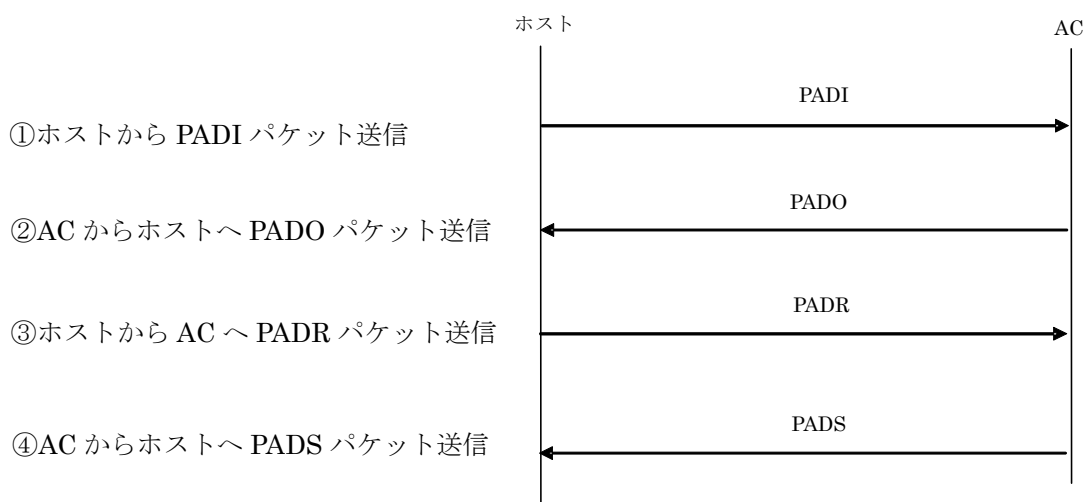 ホスト
AC
PADI
①ホストから PADI パケット送信
PADO
②AC からホストへ PADO パケット送信
PADR
③ホストから AC へ PADR パケット送信
PADS
④AC からホストへ PADS パケット送信